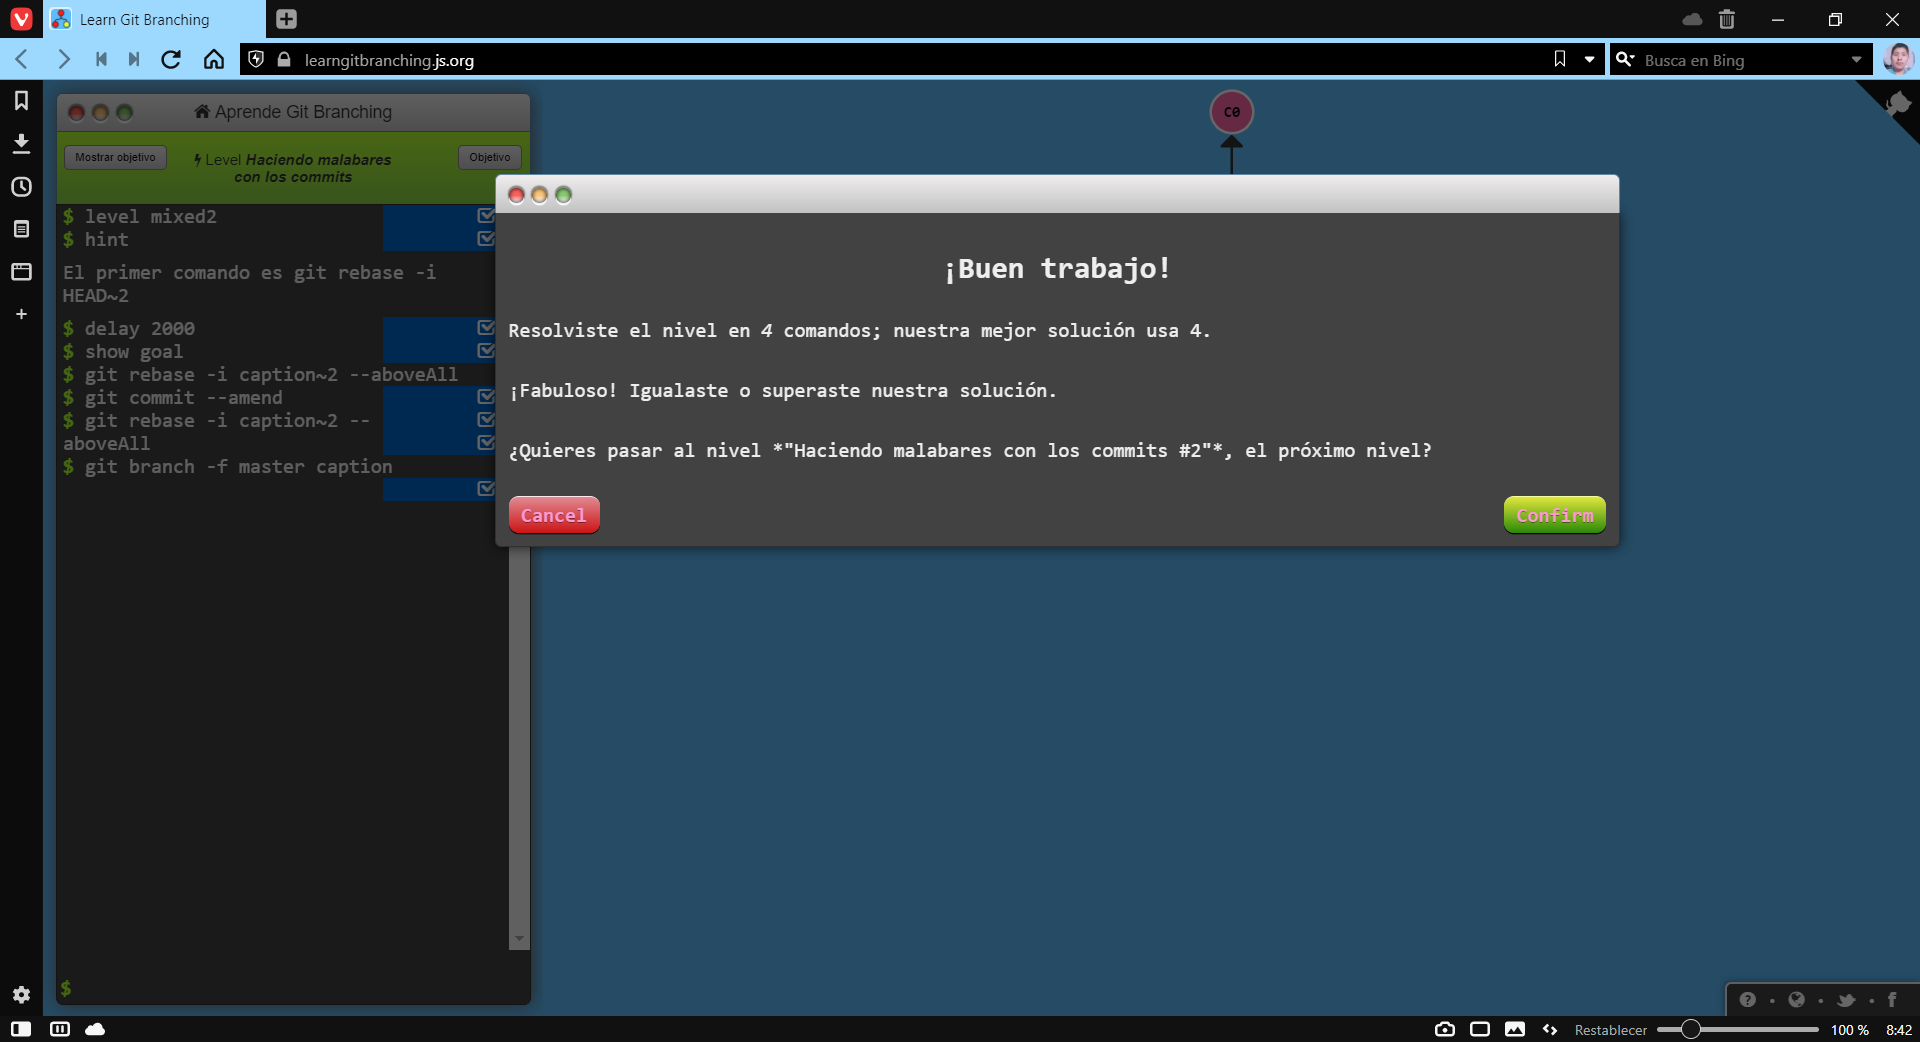 Learn Git Branching
learngitbranching.js.org
Busca en Bing
Aprende Git Branching
Mostrar objetivo
Level Haciendo malabares
con los commits
Objetivo
$ level mixed2
$ hint
El primer comando es git rebase -i
HEAD~2
$ delay 2000
$ show goal
$ git rebase -i caption~2 --aboveAll
$ git commit --amend
$ git rebase -i caption~2 --
aboveAll
$ git branch -f master caption
$
C0
¡Buen trabajo!
Resolviste el nivel en 4 comandos; nuestra mejor solución usa 4.
¡Fabuloso! Igualaste o superaste nuestra solución.
¿Quieres pasar al nivel *"Haciendo malabares con los commits #2"*, el próximo nivel?
Cancel
Confirm
Restablecer
100 %
8:42